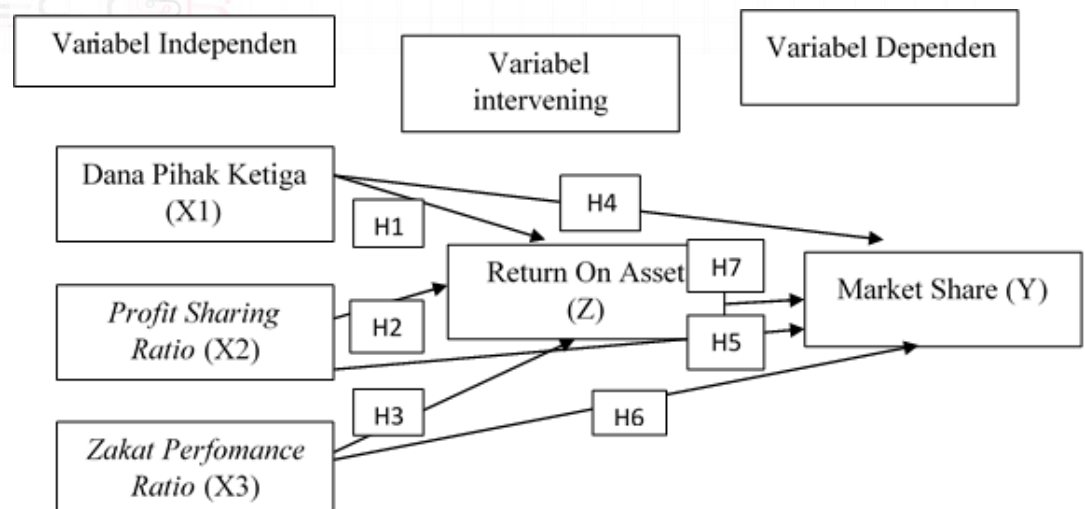 Variabel Independen
Variabel
intervening
Variabel Dependen
Dana Pihak Ketiga
(X1)
H1
H4
Return On Asset
(Z)
H7
Market Share (Y)
Profit Sharing
Ratio (X2)
H2
H5
H3
H6
Zakat Perfomance
Ratio (X3)